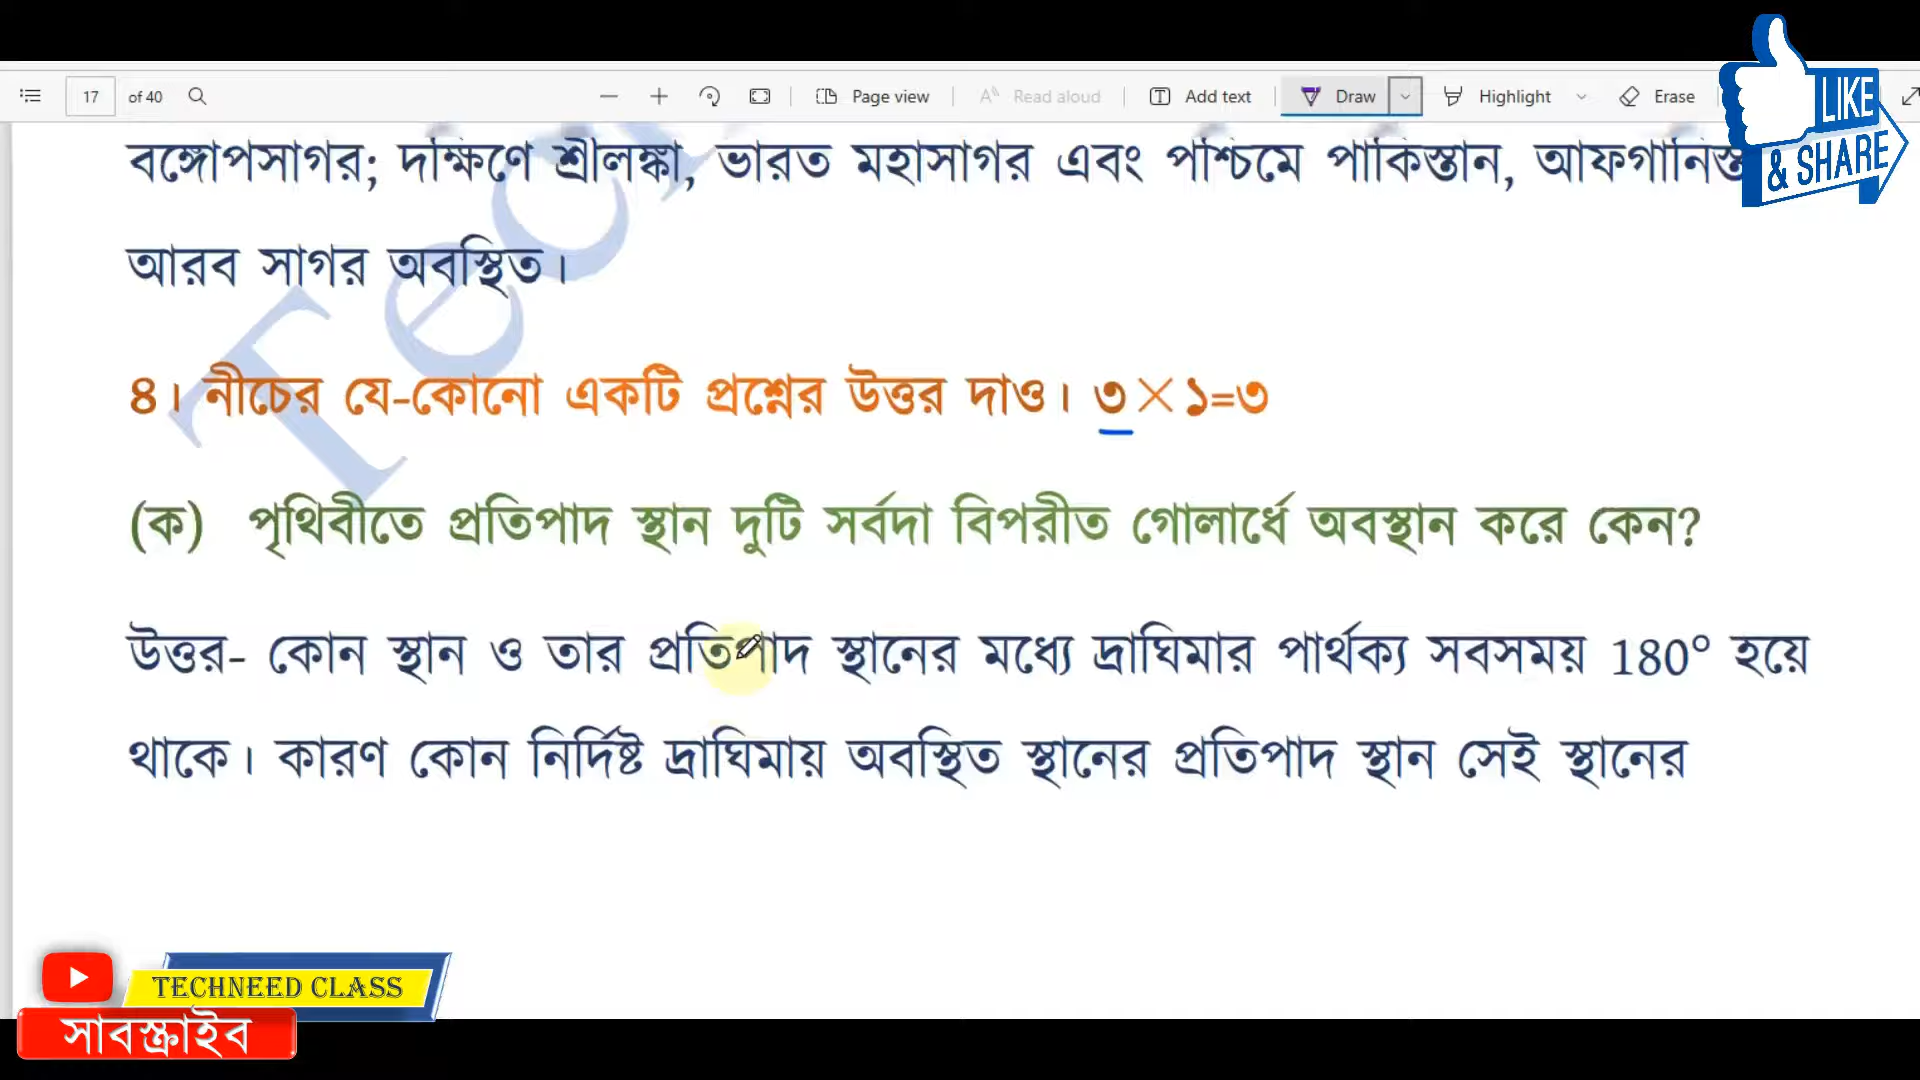 17 of 40 Page view Read aloud Add text Draw Highlight Erase
LIKE
& SHARE
বঙ্গোপসাগর; দক্ষিণে শ্রীলঙ্কা, ভারত মহাসাগর এবং পশ্চিমে পাকিস্তান,
আরব সাগর অবস্থিত।
৪। নীচের যে-কোনো একটি প্রশ্নের উত্তর দাও। ৩×১=৩
(ক) পৃথিবীতে প্রতিপাদ স্থান দুটি সর্বদা বিপরীত গোলার্ধে অবস্থান করে কেন?
উত্তর- কোন স্থান ও তার প্রতিপাদ স্থানের মধ্যে দ্রাঘিমার পার্থক্য সবসময় 180° হয়ে
থাকে। কারণ কোন নির্দিষ্ট দ্রাঘিমায় অবস্থিত স্থানের প্রতিপাদ স্থান সেই স্থানের
TECHNEED CLASS
সাবস্ক্রাইব